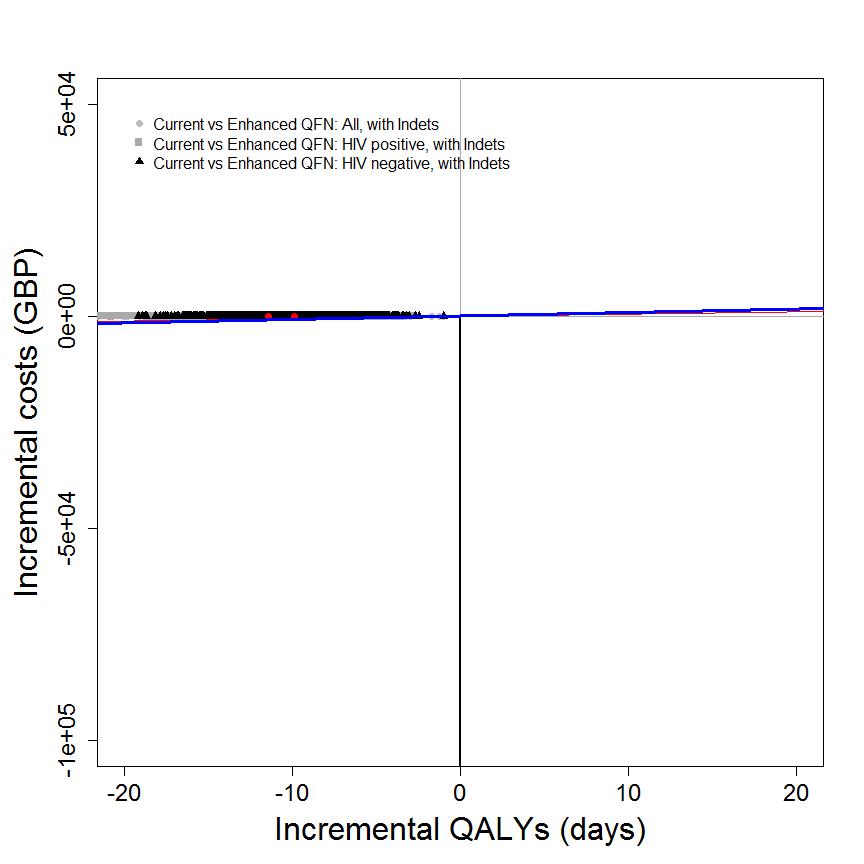 Current vs Enhanced QFN: All, with Indets
Current vs Enhanced QFN: HIV positive, with Indets
Current vs Enhanced QFN: HIV negative, with Indets
5e+04
0e+00
-5e+04
-1e+05
Incremental costs (GBP)
-20
-10
0
10
20
Incremental QALYs (days)